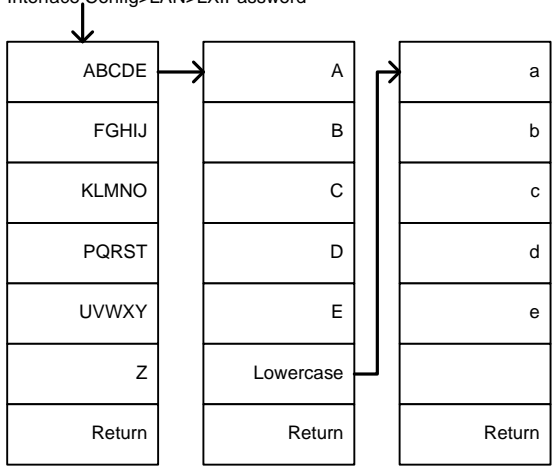 ABCDE
FGHIJ
KLMNO
PQRST
UVWXY
Z
Return
A
B
C
D
E
Lowercase
Return
a
b
c
d
e
Return